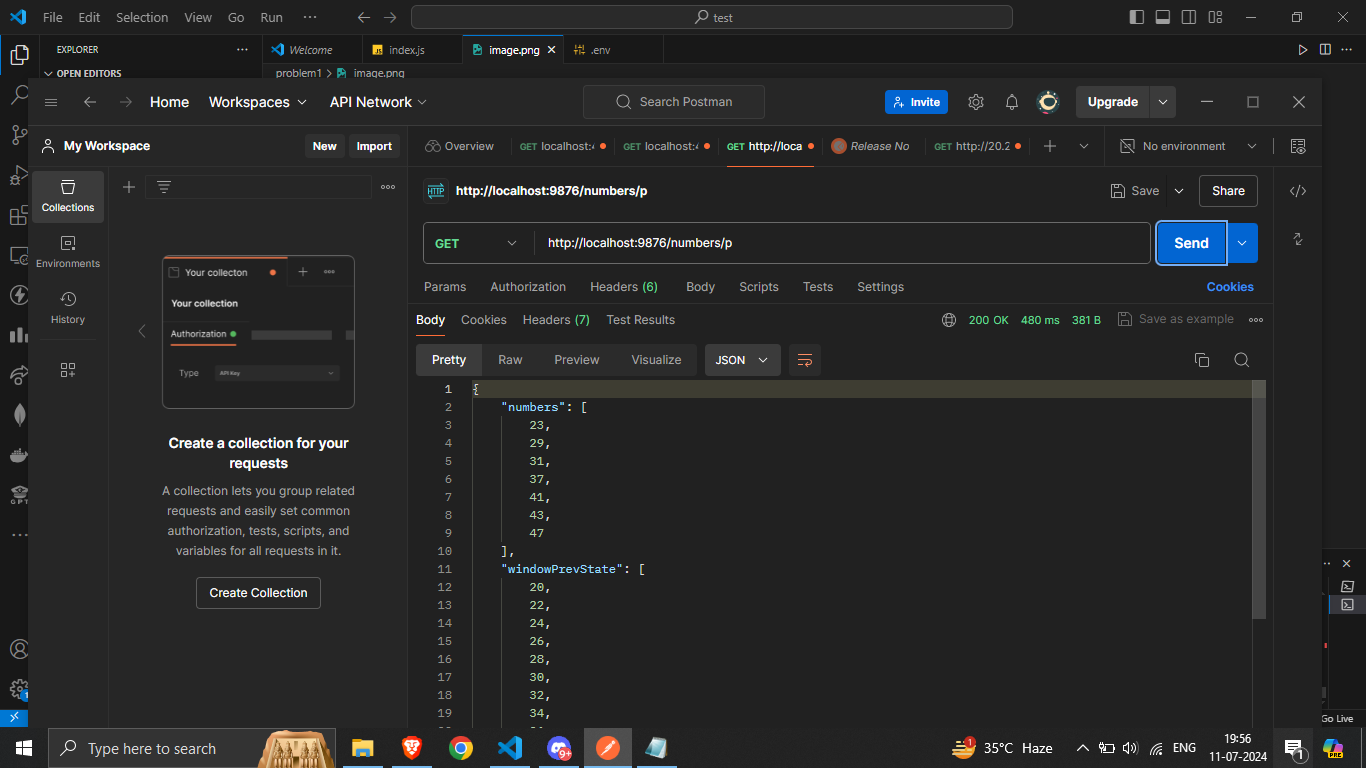 File Edit Selection View Go Run ··· test
EXPLORER ··· Welcome index.js image.png .env
OPEN EDITORS problem1 > image.png
Home Workspaces API Network Search Postman Invite Upgrade
My Workspace New Import Overview GET localhost:4 GET localhost:4 GET http://loca Release No GET http://20.2 No environment
Collections
Environments
History
HTTP http://localhost:9876/numbers/p Save Share
GET http://localhost:9876/numbers/p Send
Params Authorization Headers (6) Body Scripts Tests Settings Cookies
Body Cookies Headers (7) Test Results 200 OK 480 ms 381 B Save as example
Pretty Raw Preview Visualize JSON
Your collecton
Your collection
Authorization
Type API Key
Create a collection for your
requests
A collection lets you group related
requests and easily set common
authorization, tests, scripts, and
variables for all requests in it.
Create Collection
1 {
2 "numbers": [
3 23,
4 29,
5 31,
6 37,
7 41,
8 43,
9 47
10 ],
11 "windowPrevState": [
12 20,
13 22,
14 24,
15 26,
16 28,
17 30,
18 32,
19 34,
GPT
1
Go Live
Type here to search 9+ 1 35°C Haze ENG 19:56
11-07-2024
1
PRE